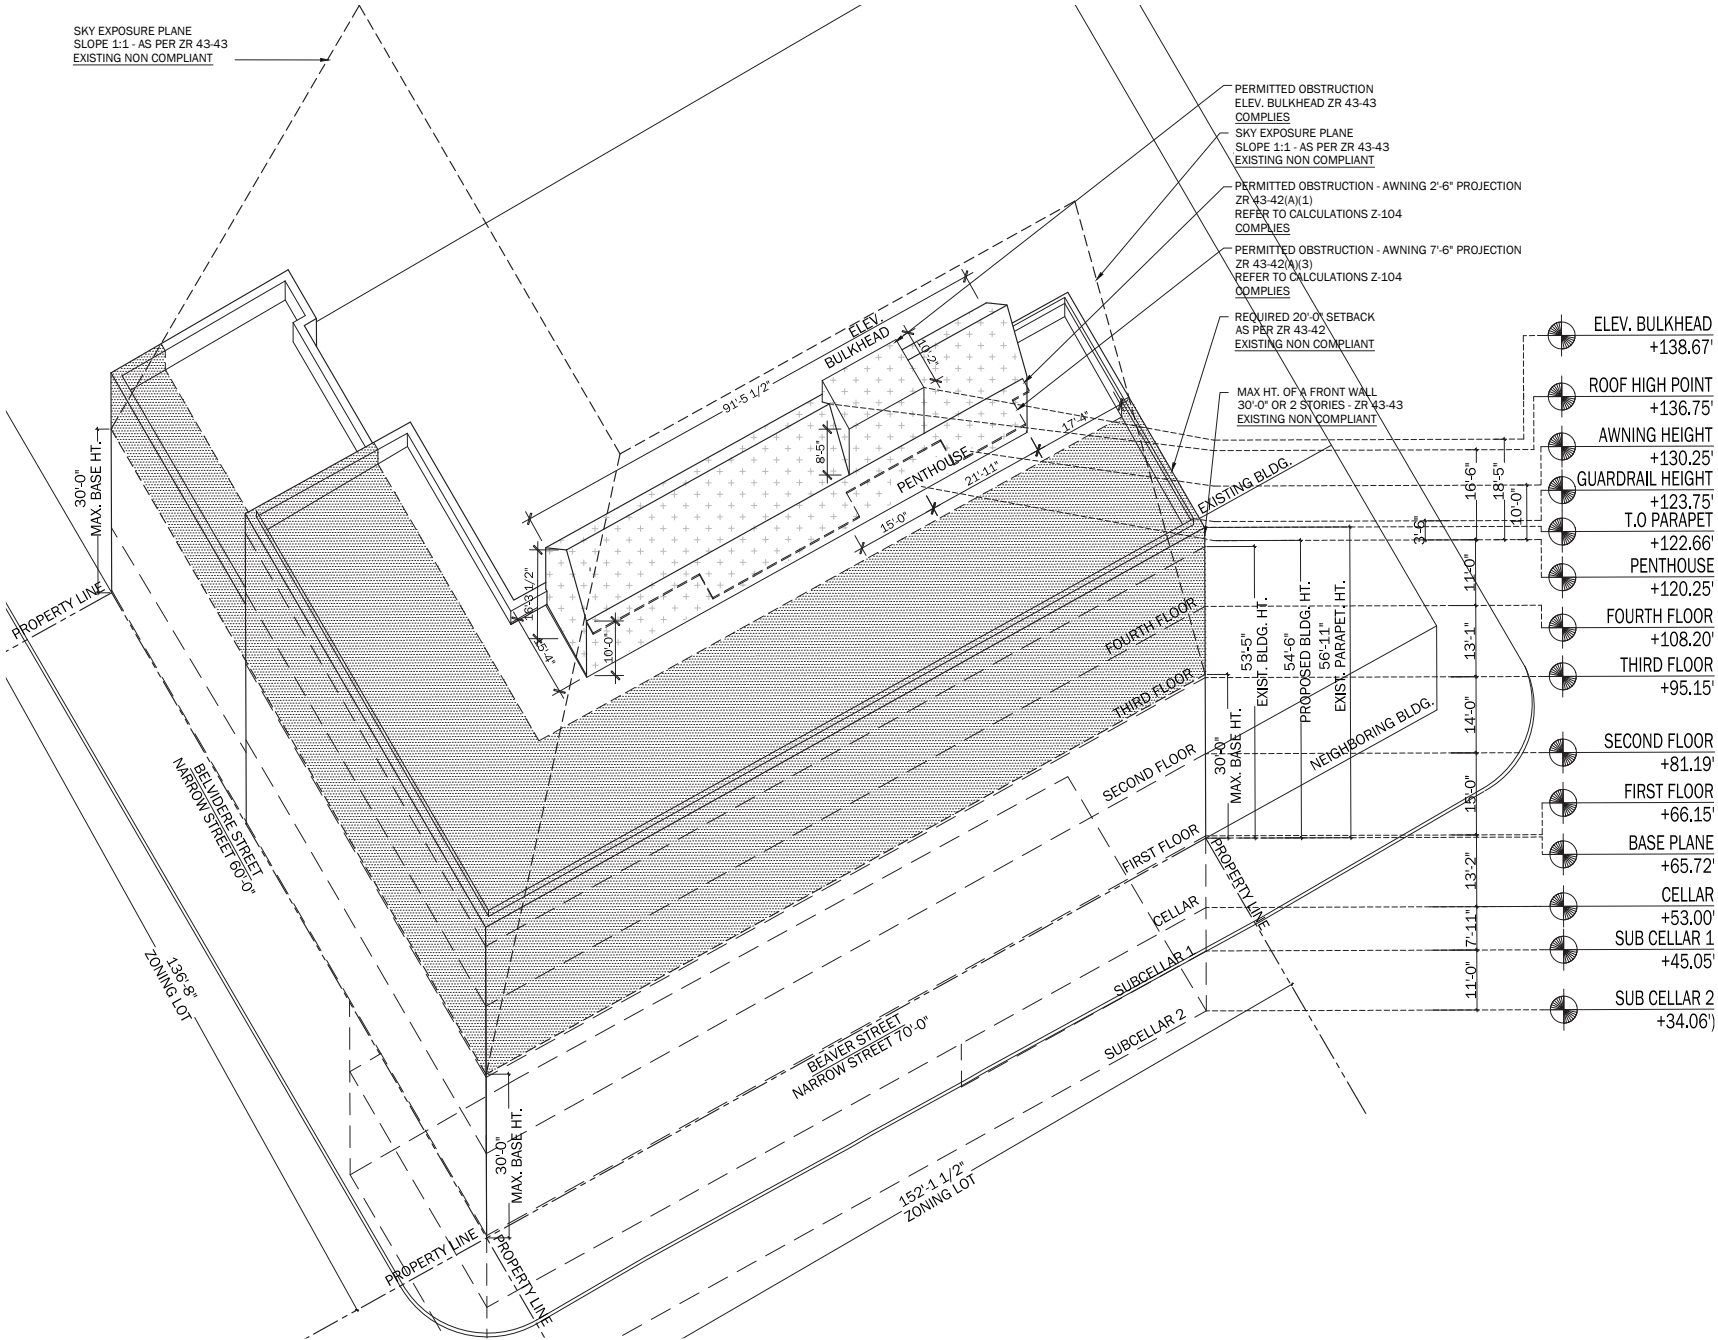 SKY EXPOSURE PLANE
SLOPE 1:1 - AS PER ZR 43-43
EXISTING NON COMPLIANT
PERMITTED OBSTRUCTION
ELEV. BULKHEAD ZR 43-43
COMPLIES
SKY EXPOSURE PLANE
SLOPE 1:1 - AS PER ZR 43-43
EXISTING NON COMPLIANT
PERMITTED OBSTRUCTION - AWNING 2'-6" PROJECTION
ZR 43-42(A)(1)
REFER TO CALCULATIONS Z-104
COMPLIES
PERMITTED OBSTRUCTION - AWNING 7'-6" PROJECTION
ZR 43-42(A)(3)
REFER TO CALCULATIONS Z-104
COMPLIES
REQUIRED 20'-0" SETBACK
AS PER ZR 43-42
EXISTING NON COMPLIANT
MAX HT. OF A FRONT WALL
30'-0" OR 2 STORIES - ZR 43-43
EXISTING NON COMPLIANT
ELEV. BULKHEAD
+138.67'
ROOF HIGH POINT
+136.75'
AWNING HEIGHT
+130.25'
GUARDRAIL HEIGHT
+123.75'
T.O PARAPET
+122.66'
PENTHOUSE
+120.25'
FOURTH FLOOR
+108.20'
THIRD FLOOR
+95.15'
SECOND FLOOR
+81.19'
FIRST FLOOR
+66.15'
BASE PLANE
+65.72'
CELLAR
+53.00'
SUB CELLAR 1
+45.05'
SUB CELLAR 2
+34.06')
16'-6"
18'-5"
10'-0"
3'-6"
11'-0"
13'-1"
14'-0"
15'-0"
13'-2"
7'-11"
11'-0"
ELEV.
BULKHEAD
10'-2"
91'-5 1/2"
8'-5"
PENTHOUSE
17'-4"
21'-11"
15'-0"
16'-3 1/2"
10'-0"
30'-0"
MAX. BASE HT.
PROPERTY LINE
EXISTING BLDG.
53'-5"
EXIST. BLDG. HT.
54'-6"
PROPOSED BLDG. HT.
56'-11"
EXIST. PARAPET. HT.
30'-0"
MAX. BASE HT.
NEIGHBORING BLDG.
FOURTH FLOOR
THIRD FLOOR
SECOND FLOOR
FIRST FLOOR
CELLAR
SUBCELLAR 1
SUBCELLAR 2
PROPERTY LINE
BELVIDERE STREET
NARROW STREET 60'-0"
136'-8"
ZONING LOT
BEAVER STREET
NARROW STREET 70'-0"
30'-0"
MAX. BASE HT.
152'-1 1/2"
ZONING LOT
PROPERTY LINE
PROPERTY LINE